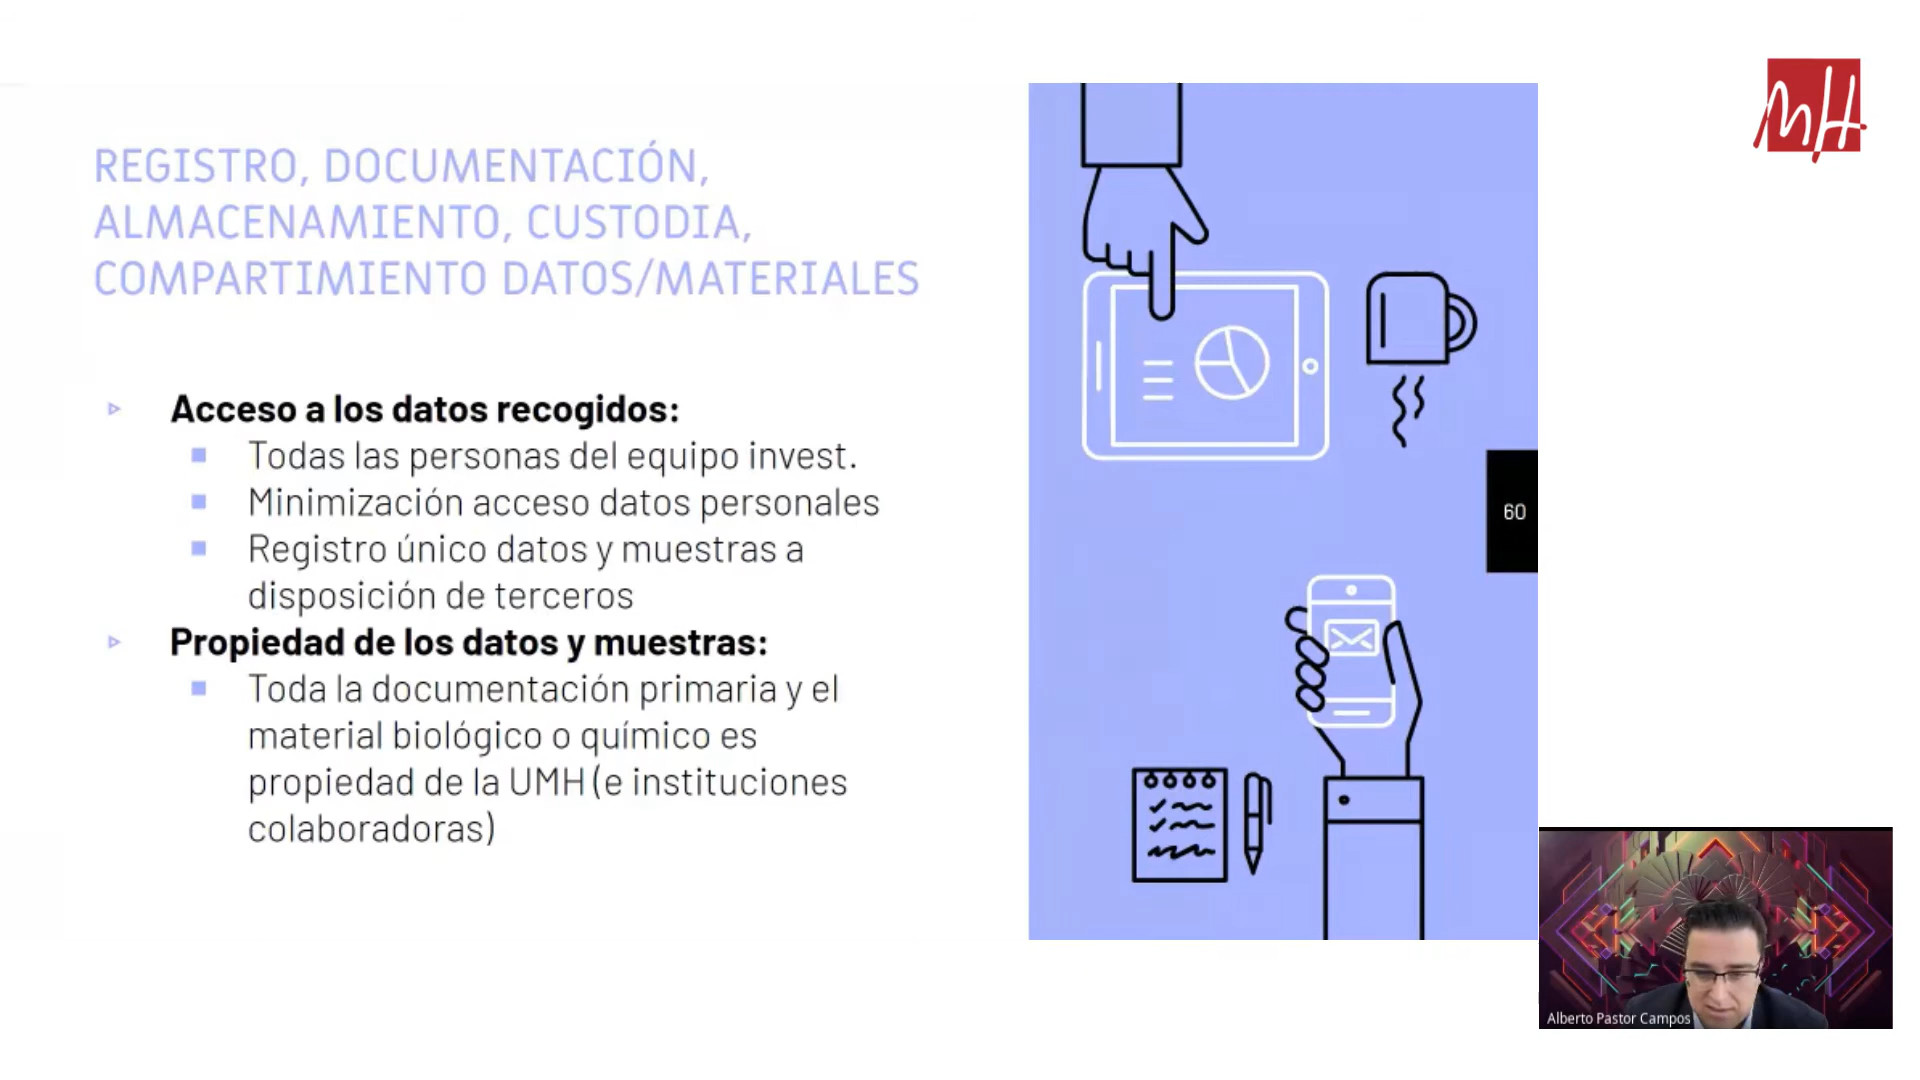 REGISTRO, DOCUMENTACIÓN,
ALMACENAMIENTO, CUSTODIA,
COMPARTIMIENTO DATOS/MATERIALES
Acceso a los datos recogidos:
Todas las personas del equipo invest.
Minimización acceso datos personales
Registro único datos y muestras a
disposición de terceros
Propiedad de los datos y muestras:
Toda la documentación primaria y el
material biológico o químico es
propiedad de la UMH (e instituciones
colaboradoras)
60
MH
Alberto Pastor Campos